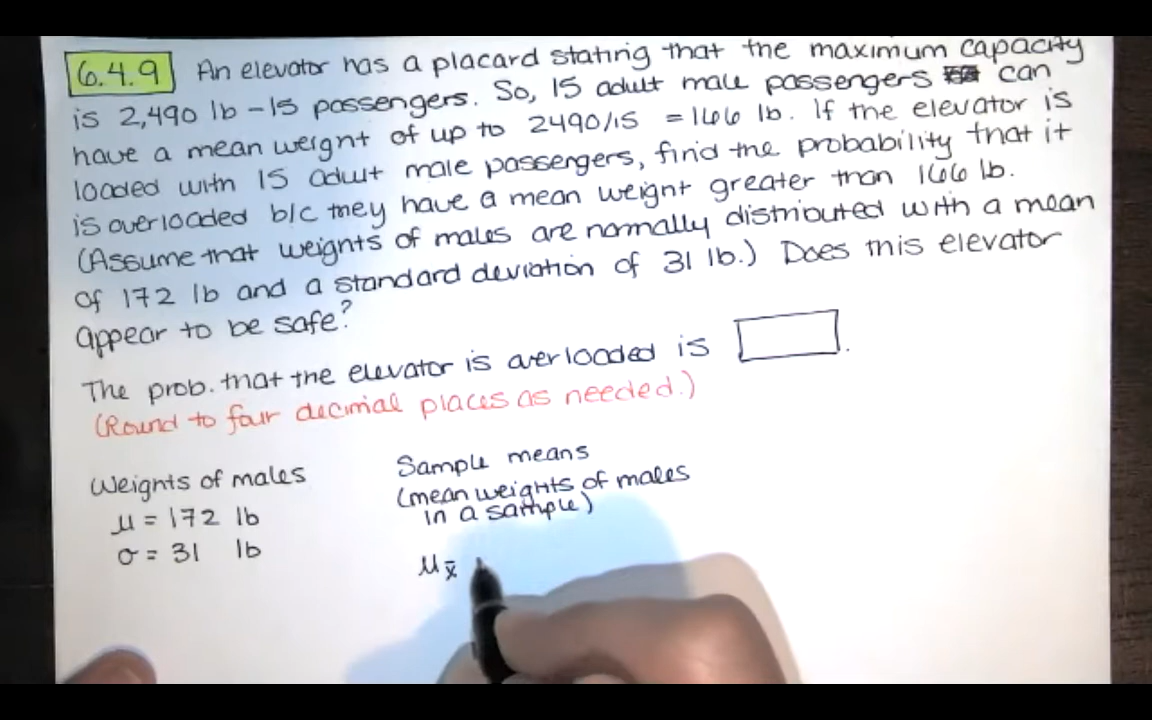 6.4.9 An elevator has a placard stating that the maximum capacity
is 2,490 lb - 15 passengers. So, 15 adult male passengers can
have a mean weight of up to 2490/15 = 166 lb. If the elevator is
loaded with 15 adult male passengers, find the probability that it
is overloaded b/c they have a mean weight greater than 166 lb.
(Assume that weights of males are normally distributed with a mean
of 172 lb and a standard deviation of 31 lb.) Does this elevator
appear to be safe?
The prob. that the elevator is overloaded is .
(Round to four decimal places as needed.)
Weights of males
μ = 172 lb
σ = 31 lb
Sample means
(mean weights of males
in a sample)
μx̄